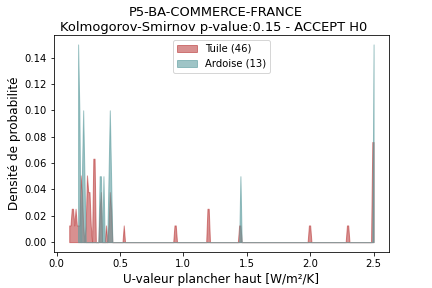 P5-BA-COMMERCE-FRANCE
Kolmogorov-Smirnov p-value:0.15 - ACCEPT H0
Tuile (46)
Ardoise (13)
Densité de probabilité
0.14
0.12
0.10
0.08
0.06
0.04
0.02
0.00
0.0
0.5
1.0
1.5
2.0
2.5
U-valeur plancher haut [W/m²/K]